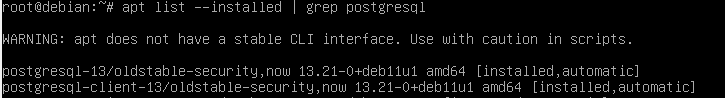 root@debian:~# apt list --installed | grep postgresql
WARNING: apt does not have a stable CLI interface. Use with caution in scripts.
postgresql-13/oldstable-security,now 13.21-0+deb11u1 amd64 [installed,automatic]
postgresql-client-13/oldstable-security,now 13.21-0+deb11u1 amd64 [installed,automatic]